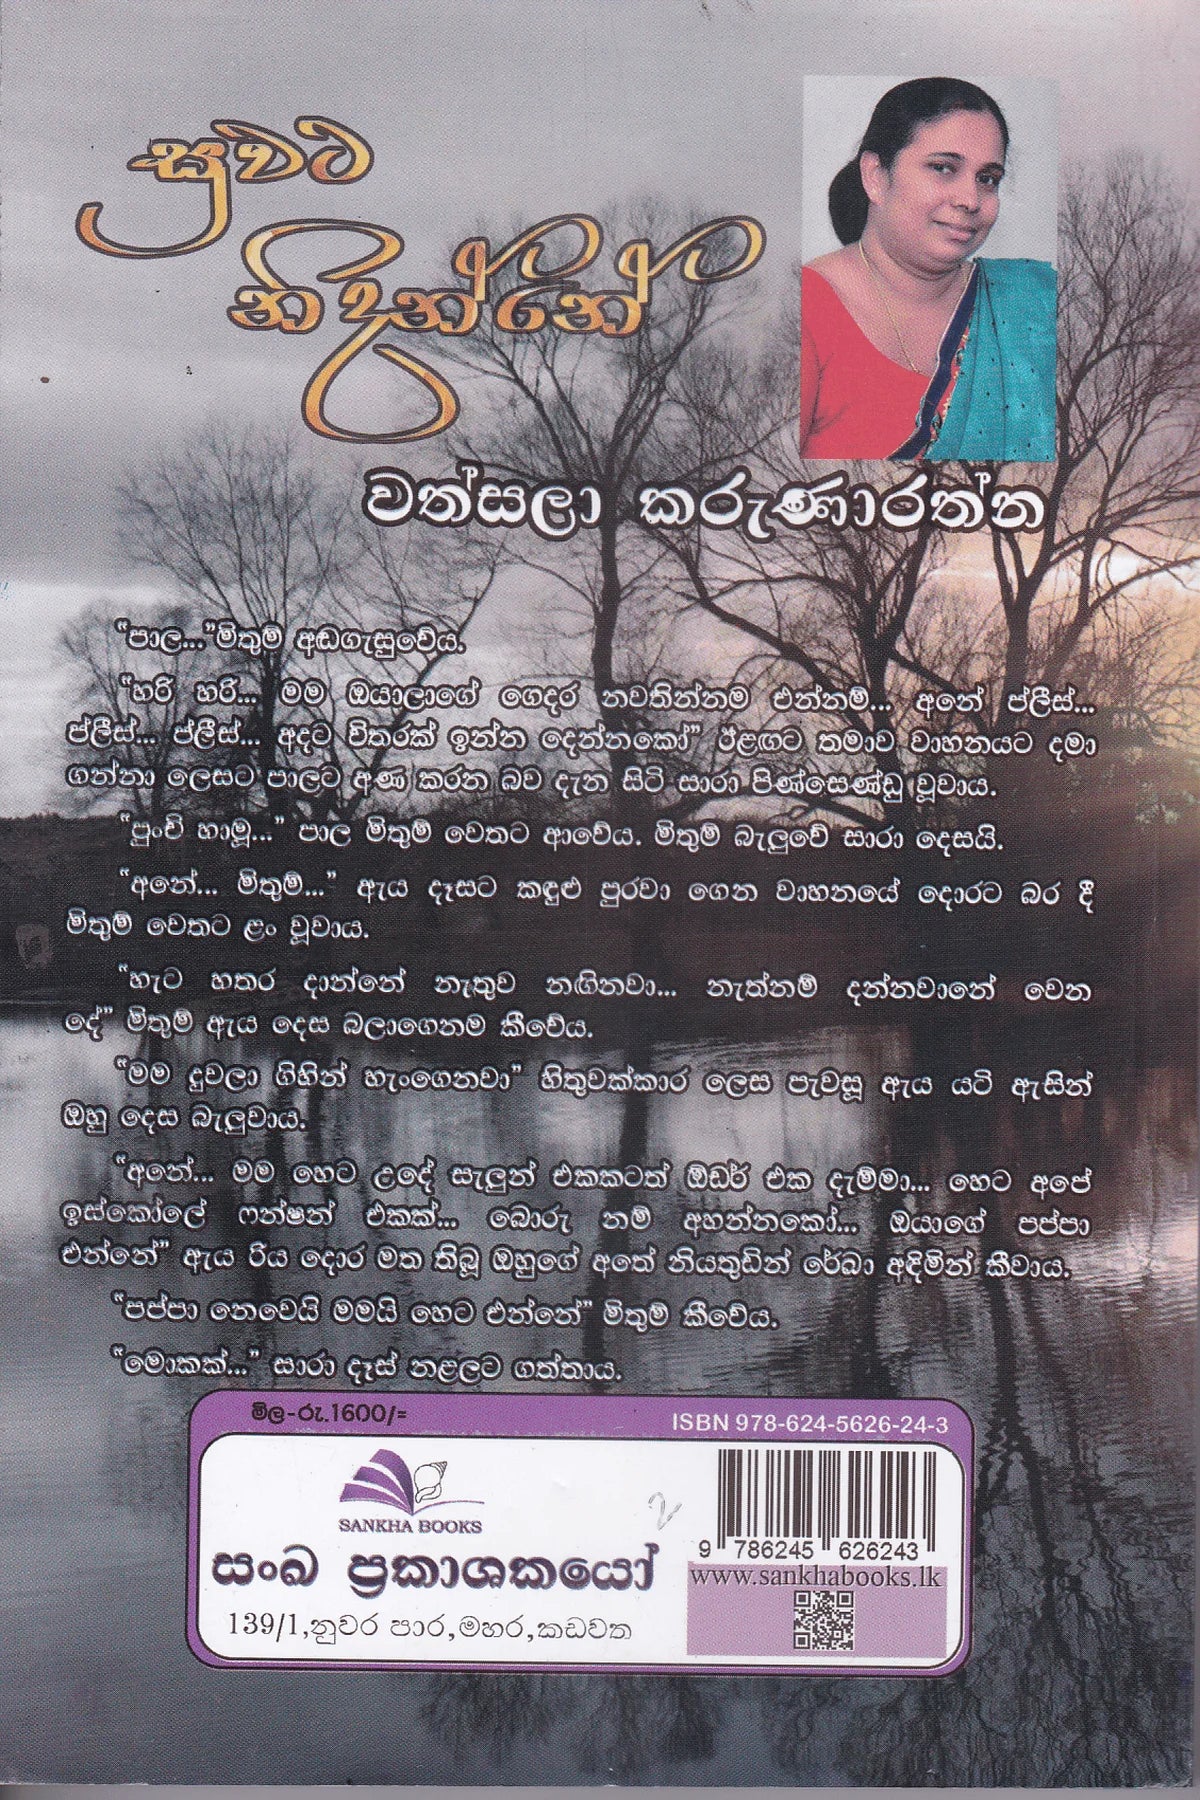 සුවට
නිදන්නේ
වත්සලා කරුණාරත්න
“පාල...”මිතුම් අඬගැසුවේය.
“හරි හරි... මම ඔයාලාගේ ගෙදර නවතින්නම එන්නම්... අනේ ප්ලීස්...
ප්ලීස්... ප්ලීස්... අදට විතරක් ඉන්න දෙන්නකෝ” ඊළඟට තමාව වාහනයට දමා
ගන්නා ලෙසට පාලට අණ කරන බව දැන සිටි සාරා පින්සෙණ්ඩු වූවාය.
“පුංචි හාමු...” පාල මිතුම් වෙතට ආවේය. මිතුම් බැලුවේ සාරා දෙසයි.
“අනේ... මිතුම්...” ඇය දෑසට කඳුළු පුරවා ගෙන වාහනයේ දොරට බර දී
මිතුම් වෙතට ළං වූවාය.
“හැට හතර දාන්නේ නැතුව නඟිනවා... නැත්නම් දන්නවානේ වෙන
දේ” මිතුම් ඇය දෙස බලාගෙනම කීවේය.
“මම දුවලා ගිහින් හැංගෙනවා” හිතුවක්කාර ලෙස පැවසූ ඇය යටි ඇසින්
ඔහු දෙස බැලුවාය.
“අනේ... මම හෙට උදේ සැලුන් එකකටත් ඕඩර් එක දැම්මා... හෙට අපේ
ඉස්කෝලේ ෆන්ෂන් එකක්... බොරු නම් අහන්නකෝ... ඔයාගේ පප්පා
එන්නේ” ඇය රිය දොර මත තිබූ ඔහුගේ අතේ නියතුඩින් රේඛා අඳිමින් කීවාය.
“පප්පා නෙවෙයි මමයි හෙට එන්නේ” මිතුම් කීවේය.
“මොකක්...” සාරා දෑස් නළලට ගත්තාය.
මිල-රු.1600/=
ISBN 978-624-5626-24-3
SANKHA BOOKS
සංඛ ප්‍රකාශකයෝ
139/1,නුවර පාර,මහර,කඩවත
2
9 786245 626243
www.sankhabooks.lk